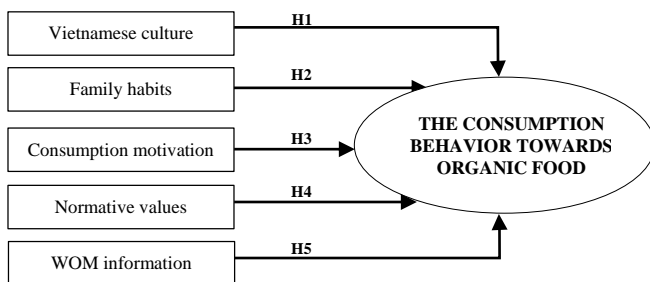 Vietnamese culture
H1
Family habits
H2
Consumption motivation
H3
Normative values
H4
WOM information
H5
THE CONSUMPTION
BEHAVIOR TOWARDS
ORGANIC FOOD